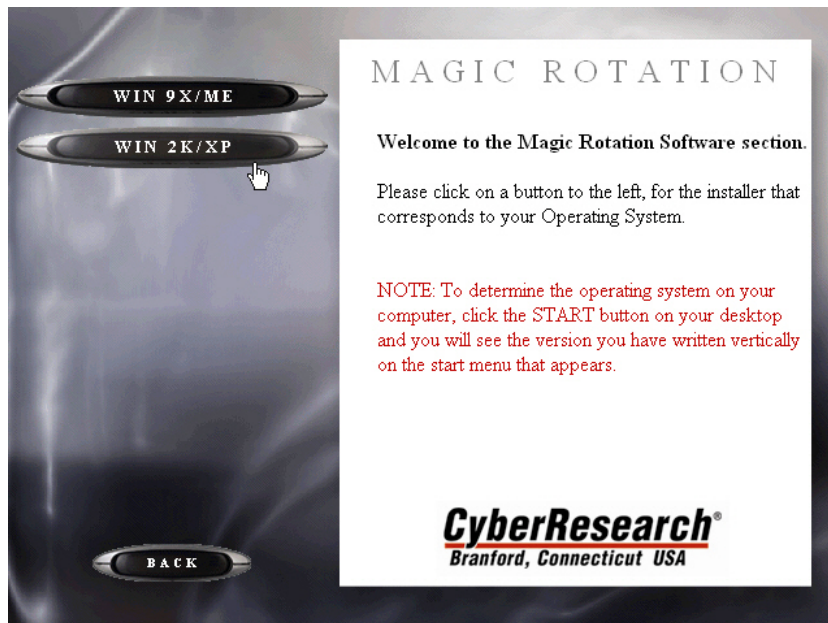 WIN 9X/ME
WIN 2K/XP
BACK
MAGIC ROTATION
Welcome to the Magic Rotation Software section.
Please click on a button to the left, for the installer that
corresponds to your Operating System.
NOTE: To determine the operating system on your
computer, click the START button on your desktop
and you will see the version you have written vertically
on the start menu that appears.
CyberResearch®
Branford, Connecticut USA